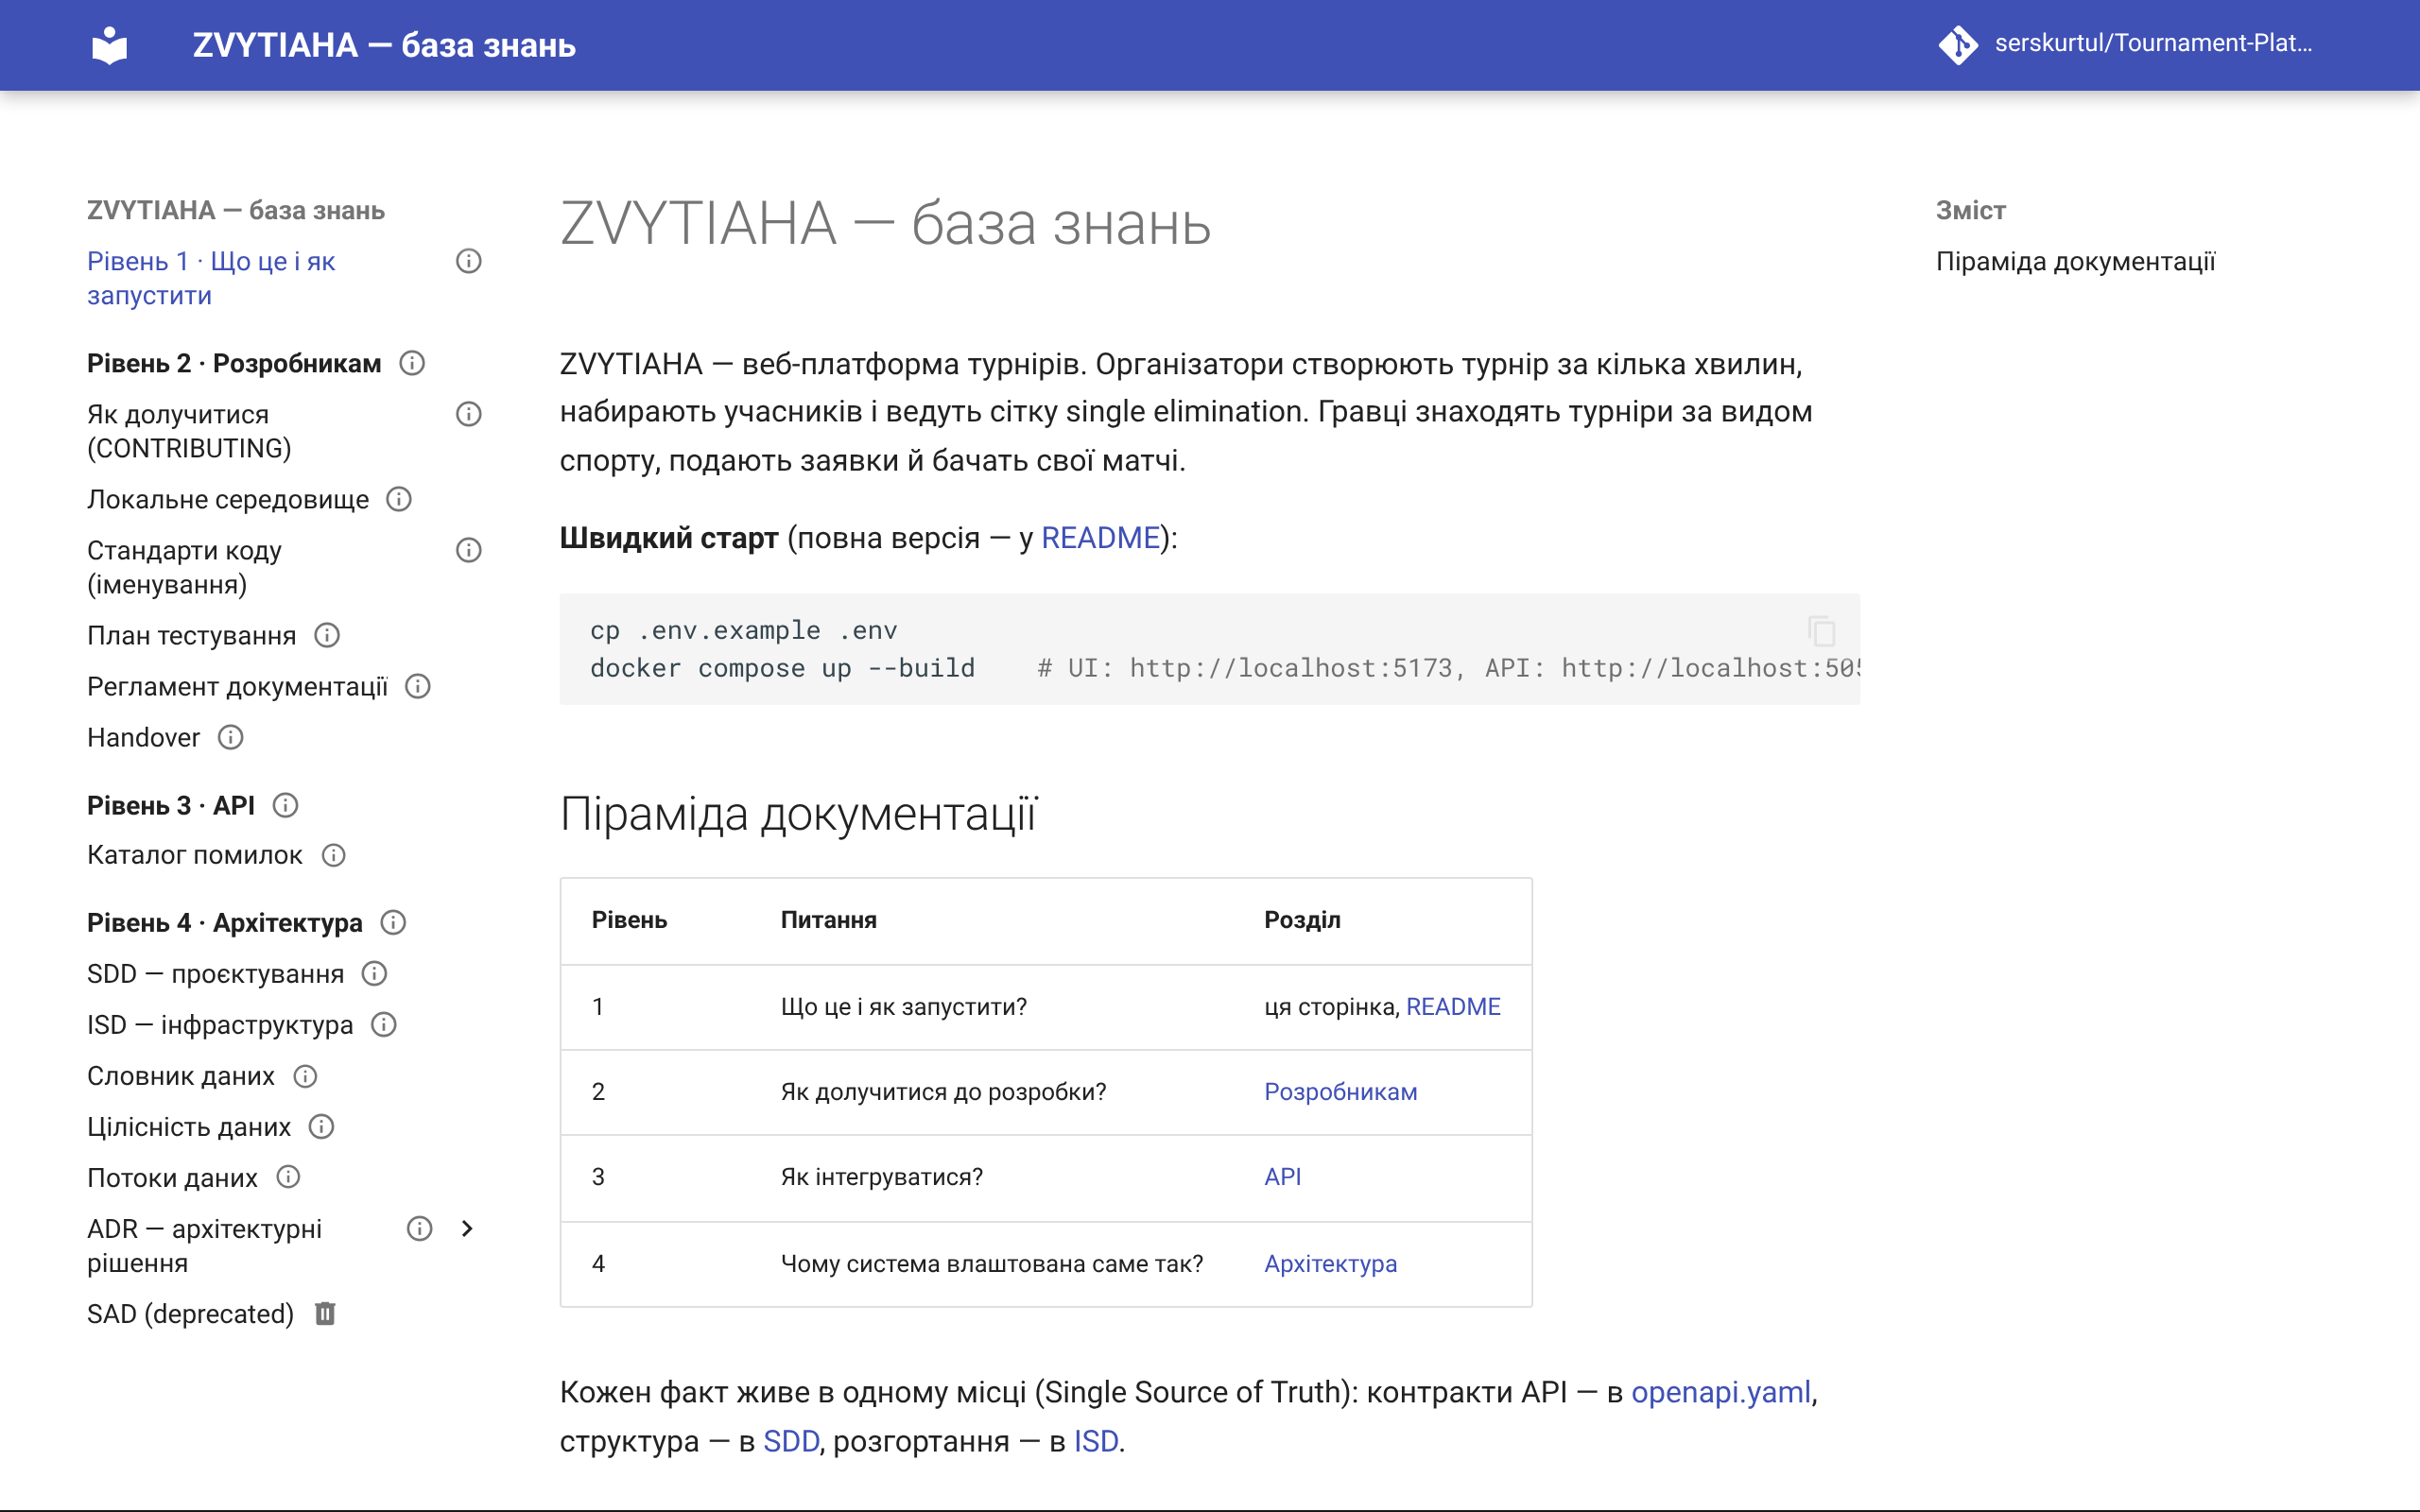 ZVYTIAHA — база знань
serskurtul/Tournament-Plat...
ZVYTIAHA — база знань
Рівень 1 · Що це і як
запустити
Рівень 2 · Розробникам
Як долучитися
(CONTRIBUTING)
Локальне середовище
Стандарти коду
(іменування)
План тестування
Регламент документації
Handover
Рівень 3 · API
Каталог помилок
Рівень 4 · Архітектура
SDD — проєктування
ISD — інфраструктура
Словник даних
Цілісність даних
Потоки даних
ADR — архітектурні
рішення
SAD (deprecated)
ZVYTIAHA — база знань
ZVYTIAHA — веб-платформа турнірів. Організатори створюють турнір за кілька хвилин,
набирають учасників і ведуть сітку single elimination. Гравці знаходять турніри за видом
спорту, подають заявки й бачать свої матчі.
Швидкий старт (повна версія — у README):
cp .env.example .env
docker compose up --build    # UI: http://localhost:5173, API: http://localhost:505
Піраміда документації
Рівень Питання Розділ
1 Що це і як запустити? ця сторінка, README
2 Як долучитися до розробки? Розробникам
3 Як інтегруватися? API
4 Чому система влаштована саме так? Архітектура
Кожен факт живе в одному місці (Single Source of Truth): контракти API — в openapi.yaml,
структура — в SDD, розгортання — в ISD.
Зміст
Піраміда документації